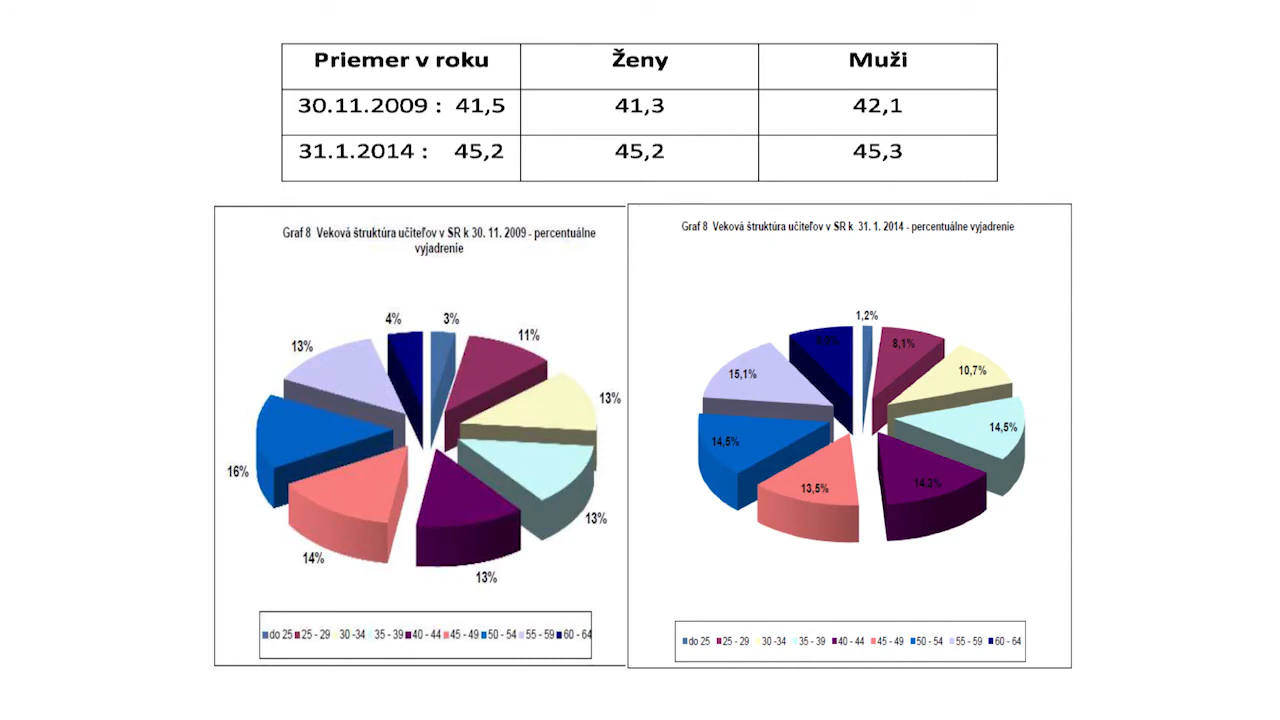 Priemer v roku Ženy Muži
30.11.2009 : 41,5 41,3 42,1
31.1.2014 : 45,2 45,2 45,3
Graf 8 Veková štruktúra učiteľov v SR k 30. 11. 2009 - percentuálne
vyjadrenie
4%
3%
11%
13%
13%
13%
14%
16%
13%
do 25 25 - 29 30 -34 35 - 39 40 - 44 45 - 49 50 - 54 55 - 59 60 - 64
Graf 8 Veková štruktúra učiteľov v SR k 31. 1. 2014 - percentuálne vyjadrenie
1,2%
8,1%
10,7%
14,5%
13,5%
14,5%
15,1%
do 25 25 - 29 30 -34 35 - 39 40 - 44 45 - 49 50 - 54 55 - 59 60 - 64